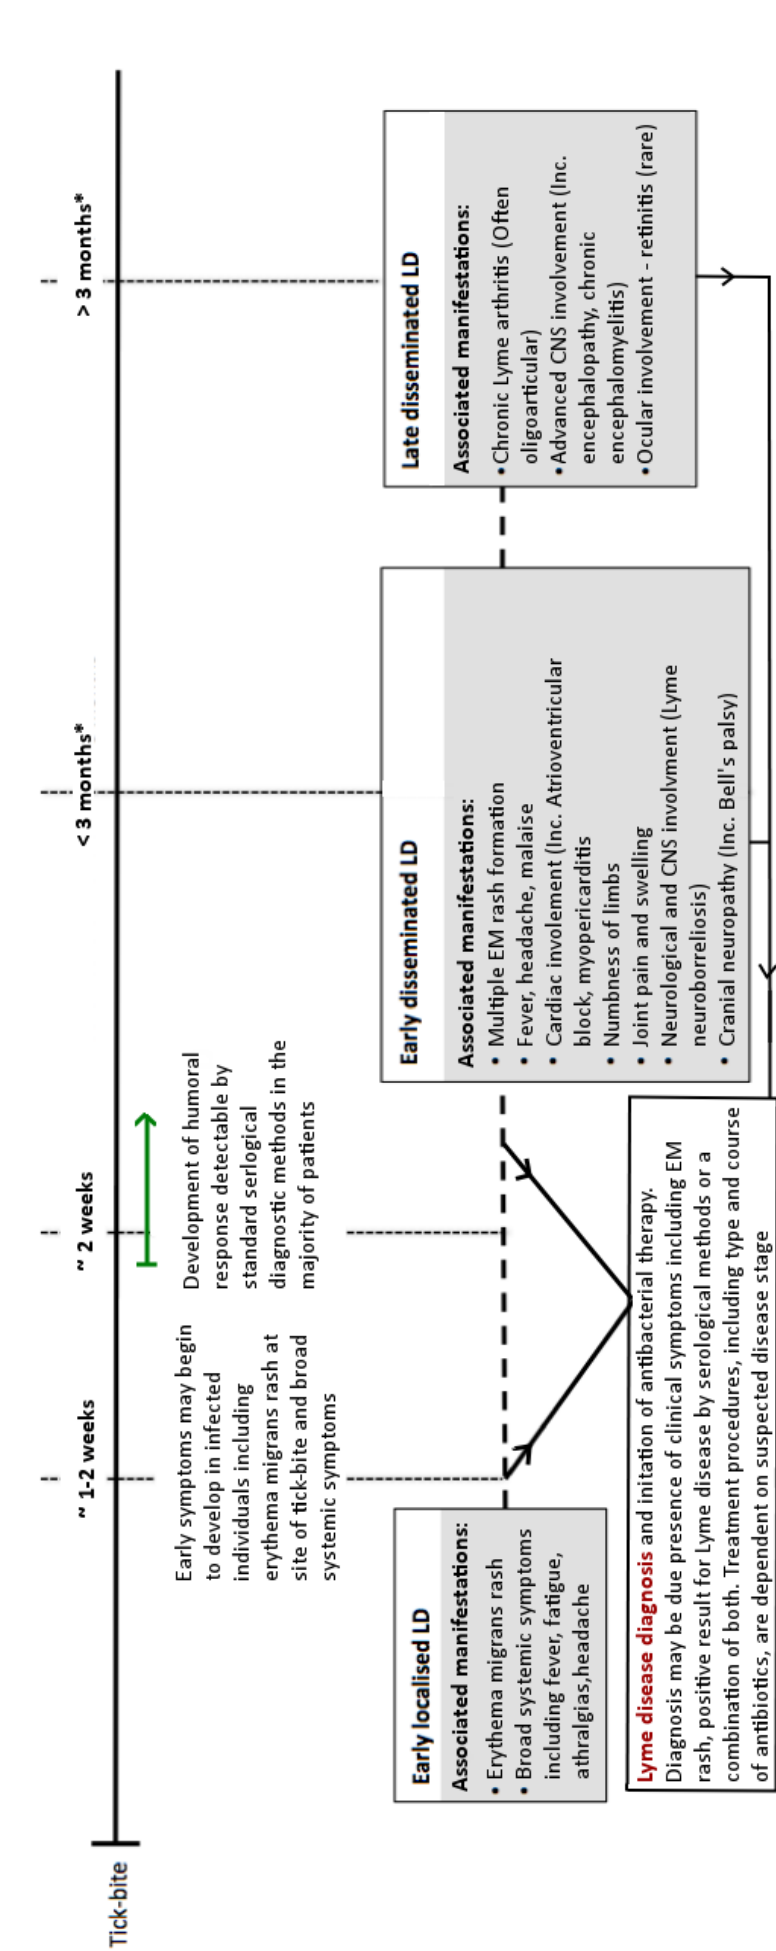 Tick-bite
~ 1-2 weeks
~ 2 weeks
< 3 months*
> 3 months*
Early symptoms may begin
to develop in infected
individuals including
erythema migrans rash at
site of tick-bite and broad
systemic symptoms
Development of humoral
response detectable by
standard serlogical
diagnostic methods in the
majority of patients
Early localised LD
Associated manifestations:
• Erythema migrans rash
• Broad systemic symptoms
including fever, fatigue,
athralgias,headache
Early disseminated LD
Associated manifestations:
• Multiple EM rash formation
• Fever, headache, malaise
• Cardiac involement (Inc. Atrioventricular
block, myopericarditis
• Numbness of limbs
• Joint pain and swelling
• Neurological and CNS involvment (Lyme
neuroborreliosis)
• Cranial neuropathy (Inc. Bell's palsy)
Late disseminated LD
Associated manifestations:
• Chronic Lyme arthritis (Often
oligoarticular)
• Advanced CNS involvement (Inc.
encephalopathy, chronic
encephalomyelitis)
• Ocular involvement - retinitis (rare)
Lyme disease diagnosis and initation of antibacterial therapy.
Diagnosis may be due presence of clinical symptoms including EM
rash, positive result for Lyme disease by serological methods or a
combination of both. Treatment procedures, including type and course
of antibiotics, are dependent on suspected disease stage